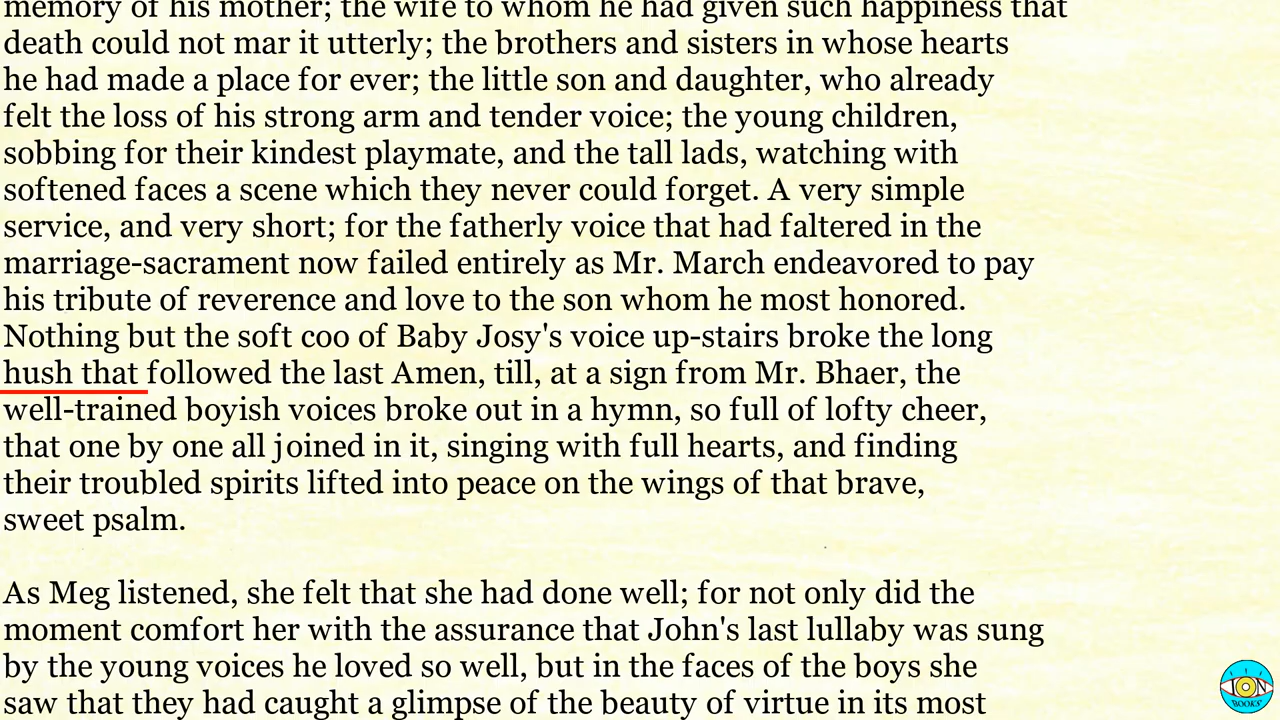 memory of his mother; the wife to whom he had given such happiness that
death could not mar it utterly; the brothers and sisters in whose hearts
he had made a place for ever; the little son and daughter, who already
felt the loss of his strong arm and tender voice; the young children,
sobbing for their kindest playmate, and the tall lads, watching with
softened faces a scene which they never could forget. A very simple
service, and very short; for the fatherly voice that had faltered in the
marriage-sacrament now failed entirely as Mr. March endeavored to pay
his tribute of reverence and love to the son whom he most honored.
Nothing but the soft coo of Baby Josy's voice up-stairs broke the long
hush that followed the last Amen, till, at a sign from Mr. Bhaer, the
well-trained boyish voices broke out in a hymn, so full of lofty cheer,
that one by one all joined in it, singing with full hearts, and finding
their troubled spirits lifted into peace on the wings of that brave,
sweet psalm.
As Meg listened, she felt that she had done well; for not only did the
moment comfort her with the assurance that John's last lullaby was sung
by the young voices he loved so well, but in the faces of the boys she
saw that they had caught a glimpse of the beauty of virtue in its most
ION
BOOKS